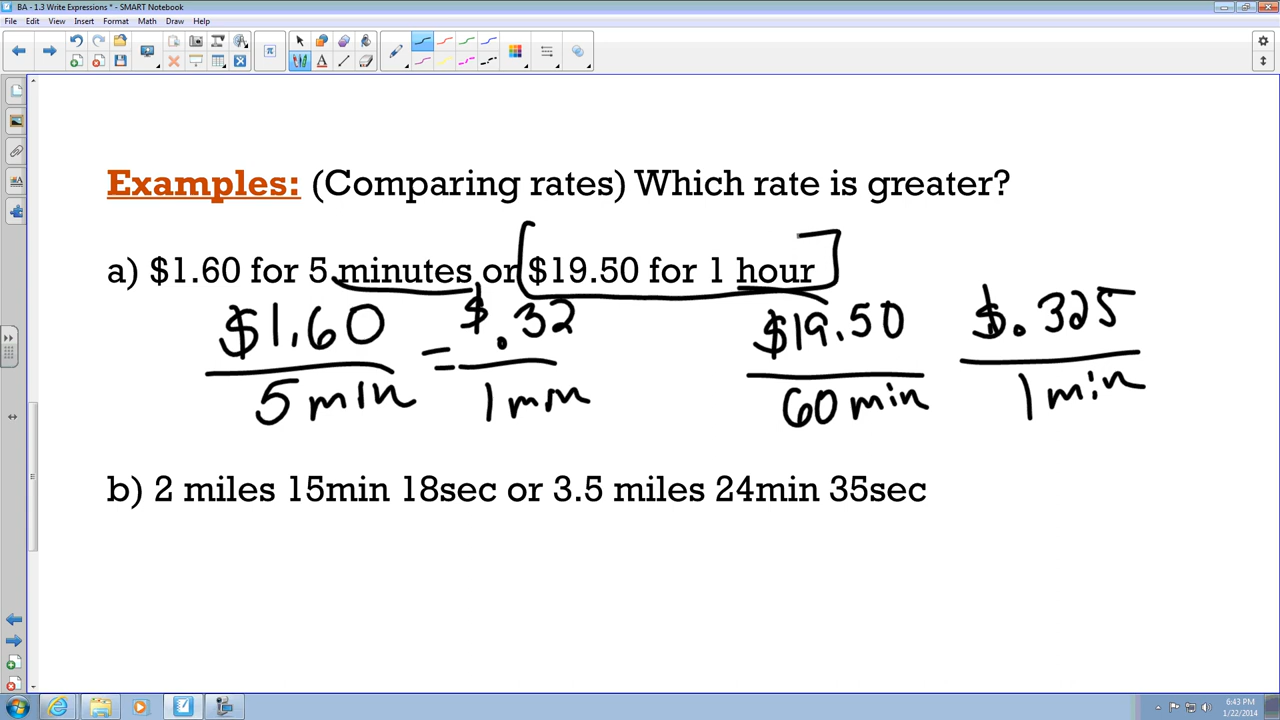 BA - 1.3 Write Expressions * - SMART Notebook
File Edit View Insert Format Tools Math Draw Help
Examples: (Comparing rates) Which rate is greater?
a) $1.60 for 5 minutes or $19.50 for 1 hour
$1.60 = $.32 $19.50 $.325
5 min 1 min 60 min 1 min
b) 2 miles 15min 18sec or 3.5 miles 24min 35sec
6:43 PM
1/22/2014